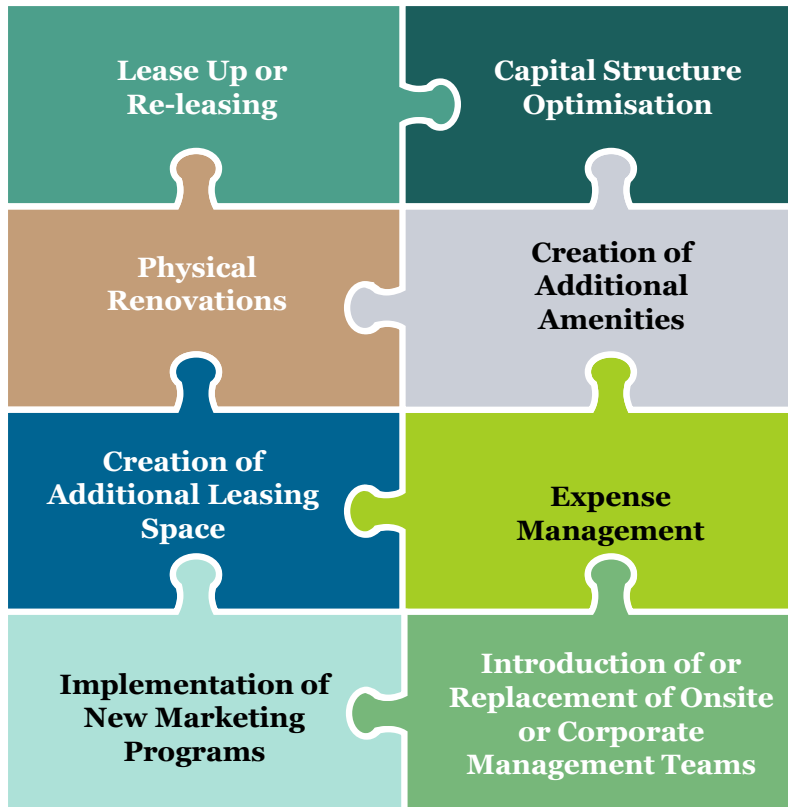 Lease Up or
Re-leasing
Capital Structure
Optimisation
Physical
Renovations
Creation of
Additional
Amenities
Creation of
Additional Leasing
Space
Expense
Management
Implementation of
New Marketing
Programs
Introduction of or
Replacement of Onsite
or Corporate
Management Teams